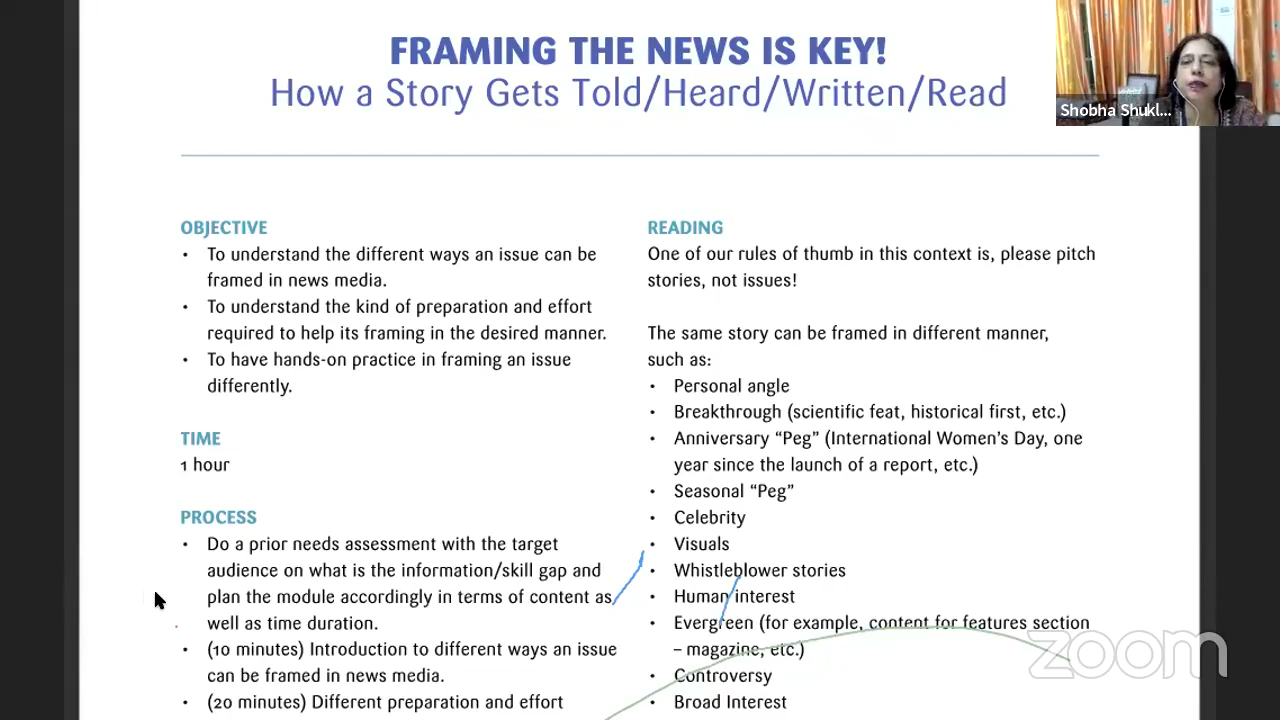 FRAMING THE NEWS IS KEY!
How a Story Gets Told/Heard/Written/Read
Shobha Shukl...
OBJECTIVE
• To understand the different ways an issue can be
framed in news media.
• To understand the kind of preparation and effort
required to help its framing in the desired manner.
• To have hands-on practice in framing an issue
differently.
TIME
1 hour
PROCESS
• Do a prior needs assessment with the target
audience on what is the information/skill gap and
plan the module accordingly in terms of content as
well as time duration.
• (10 minutes) Introduction to different ways an issue
can be framed in news media.
• (20 minutes) Different preparation and effort
READING
One of our rules of thumb in this context is, please pitch
stories, not issues!
The same story can be framed in different manner,
such as:
• Personal angle
• Breakthrough (scientific feat, historical first, etc.)
• Anniversary “Peg” (International Women’s Day, one
year since the launch of a report, etc.)
• Seasonal “Peg”
• Celebrity
• Visuals
• Whistleblower stories
• Human interest
• Evergreen (for example, content for features section
– magazine, etc.)
• Controversy
• Broad Interest
zoom